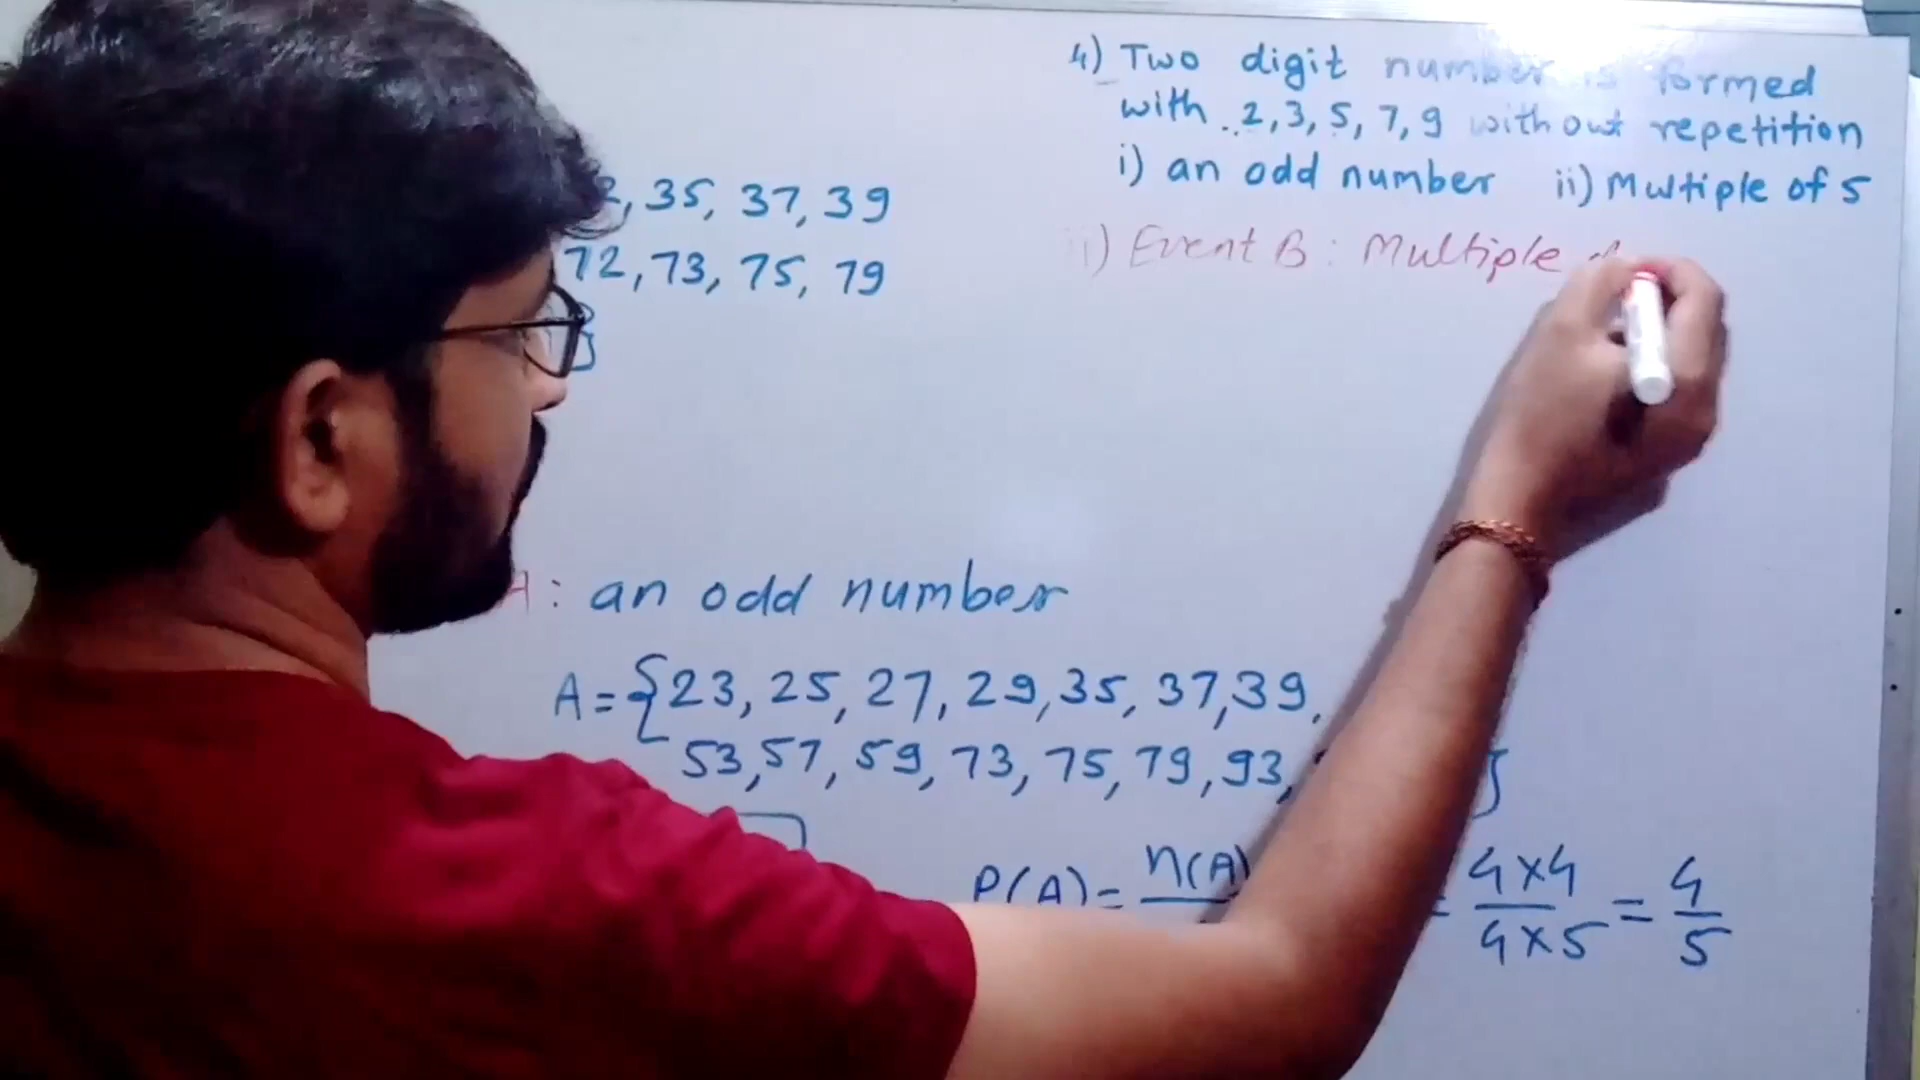 4) Two digit number is formed
with 2, 3, 5, 7, 9 without repetition
i) an odd number ii) Multiple of 5
, 35, 37, 39
72, 73, 75, 79
}
i) Event B : Multiple
A : an odd number
A = {23, 25, 27, 29, 35, 37, 39,
53, 57, 59, 73, 75, 79, 93, }
P(A) = n(A) = 4×4 / 4×5 = 4 / 5